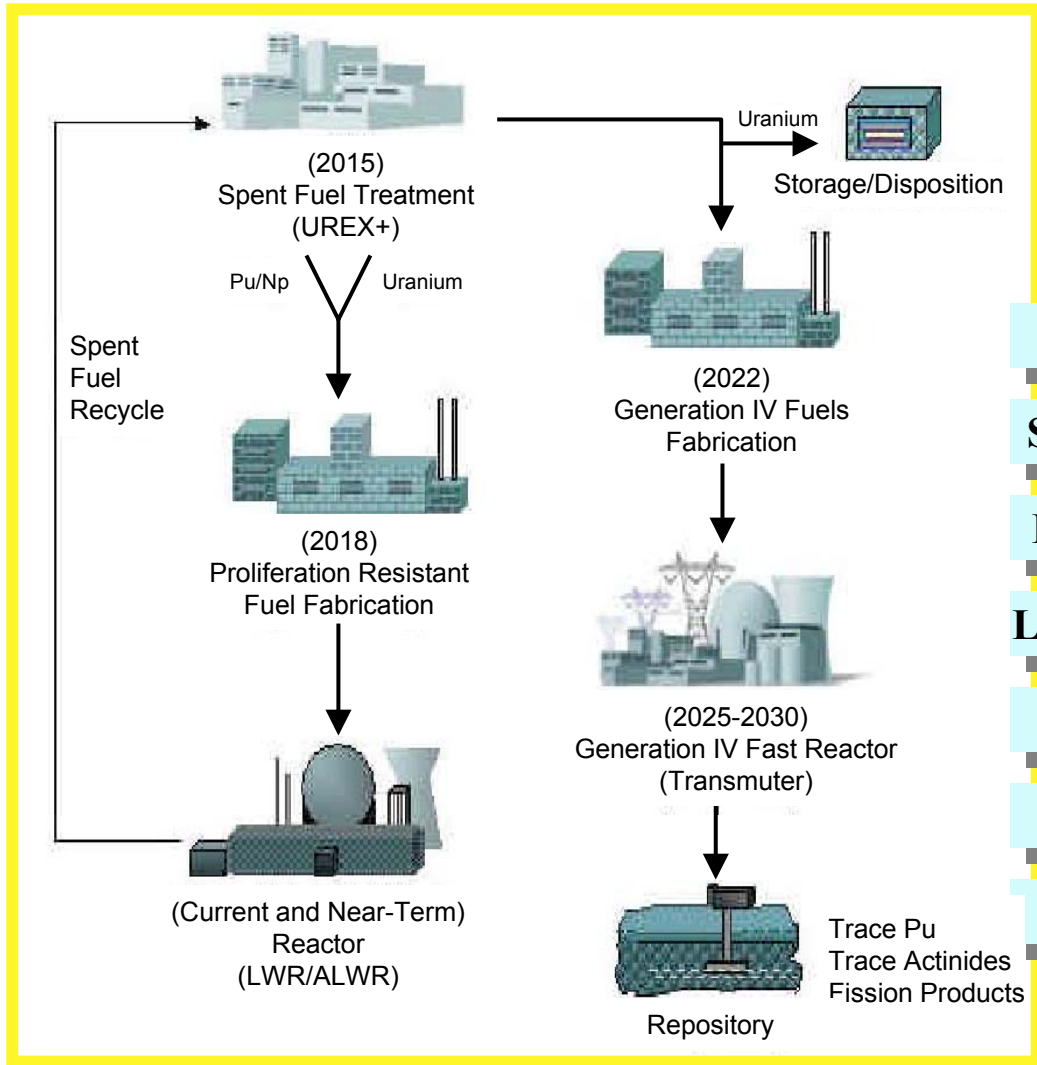 (2015)
Spent Fuel Treatment
(UREX+)
Uranium
Storage/Disposition
Pu/Np
Uranium
Spent
Fuel
Recycle
(2018)
Proliferation Resistant
Fuel Fabrication
(Current and Near-Term)
Reactor
(LWR/ALWR)
(2022)
Generation IV Fuels
Fabrication
(2025-2030)
Generation IV Fast Reactor
(Transmuter)
Repository
Trace Pu
Trace Actinides
Fission Products
S
L